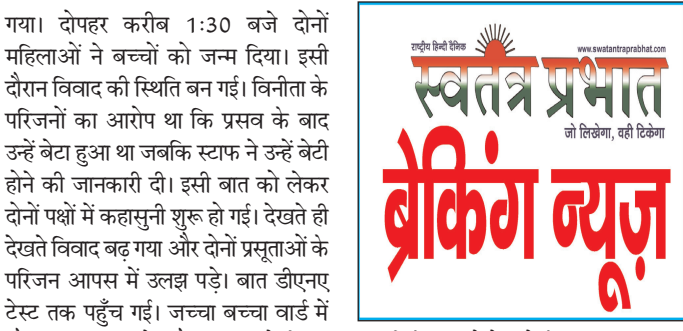 गया। दोपहर करीब 1:30 बजे दोनों
महिलाओं ने बच्चों को जन्म दिया। इसी
दौरान विवाद की स्थिति बन गई। विनीता के
परिजनों का आरोप था कि प्रसव के बाद
उन्हें बेटा हुआ था जबकि स्टाफ ने उन्हें बेटी
होने की जानकारी दी। इसी बात को लेकर
दोनों पक्षों में कहासुनी शुरू हो गई। देखते ही
देखते विवाद बढ़ गया और दोनों प्रसूताओं के
परिजन आपस में उलझ पड़े। बात डीएनए
टेस्ट तक पहुँच गई। जच्चा बच्चा वार्ड में
राष्ट्रीय हिन्दी दैनिक
www.swatantraprabhat.com
स्वतंत्र प्रभात
जो लिखेगा, वही टिकेगा
ब्रेकिंग न्यूज़